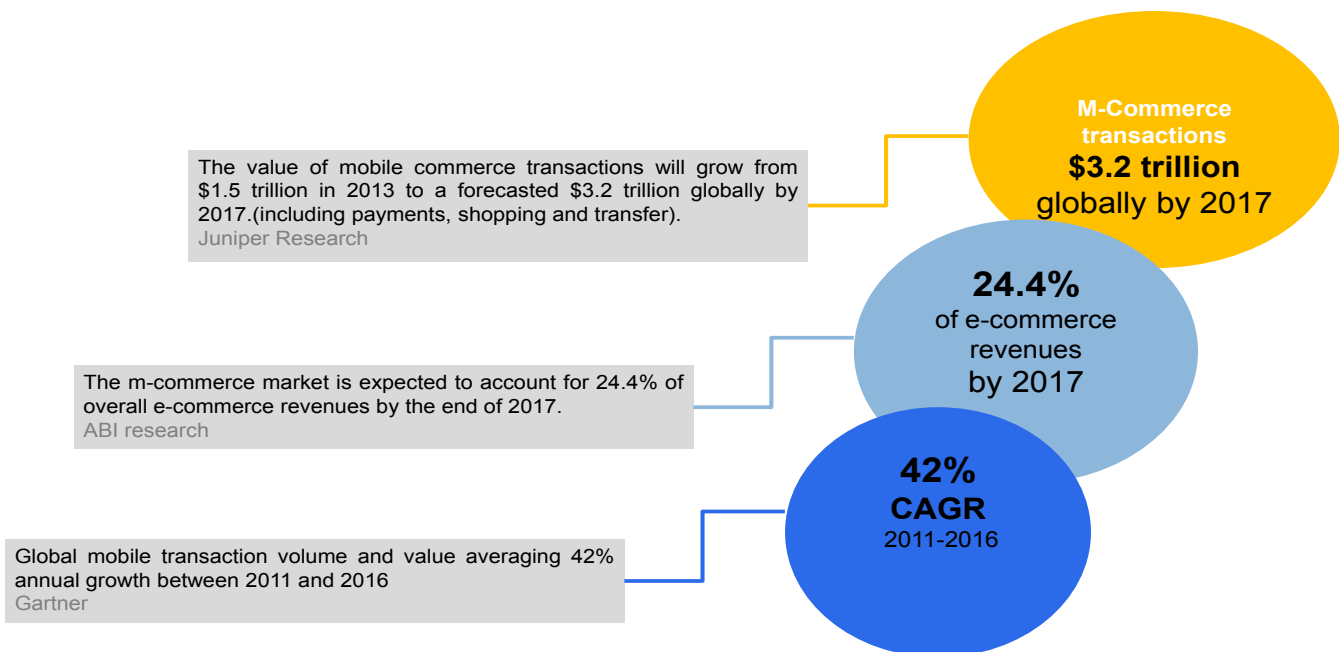 M-Commerce
transactions
$3.2 trillion
globally by 2017
The value of mobile commerce transactions will grow from
$1.5 trillion in 2013 to a forecasted $3.2 trillion globally by
2017.(including payments, shopping and transfer).
Juniper Research
24.4%
of e-commerce
revenues
by 2017
The m-commerce market is expected to account for 24.4% of
overall e-commerce revenues by the end of 2017.
ABI research
42%
CAGR
2011-2016
Global mobile transaction volume and value averaging 42%
annual growth between 2011 and 2016
Gartner